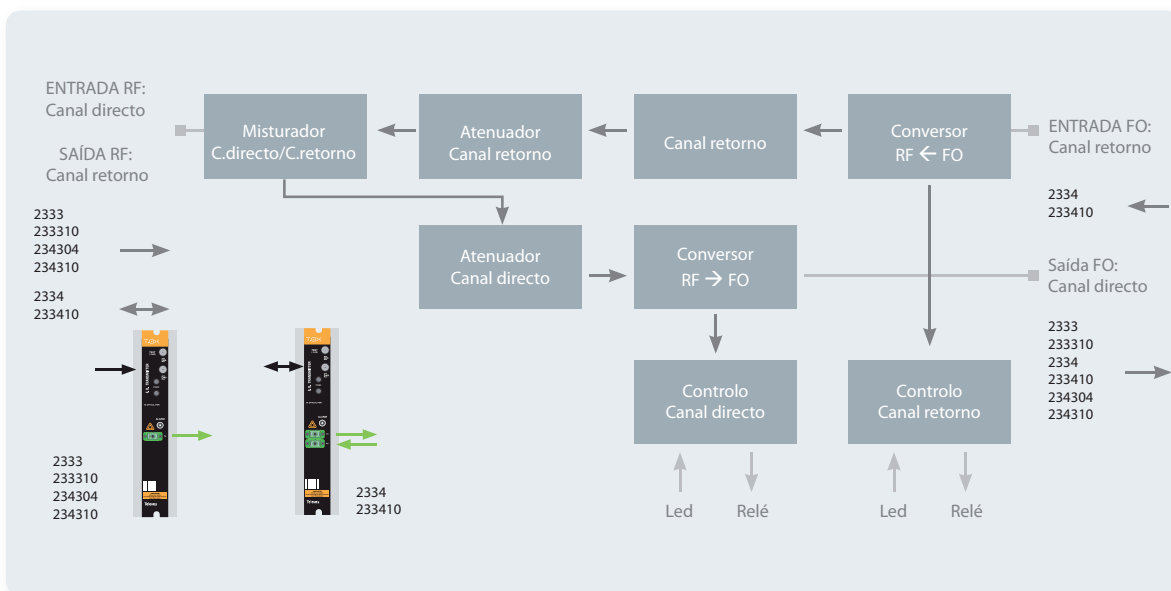 ENTRADA RF:
Canal directo
SAÍDA RF:
Canal retorno
2333
233310
234304
234310
2334
233410
Misturador
C.directo/C.retorno
Atenuador
Canal retorno
Canal retorno
Conversor
RF ← FO
ENTRADA FO:
Canal retorno
2334
233410
Atenuador
Canal directo
Conversor
RF → FO
Saída FO:
Canal directo
2333
233310
2334
233410
234304
234310
Controlo
Canal directo
Controlo
Canal retorno
Led
Relé
Led
Relé
2333
233310
234304
234310
Televes
2334
233410
Televes